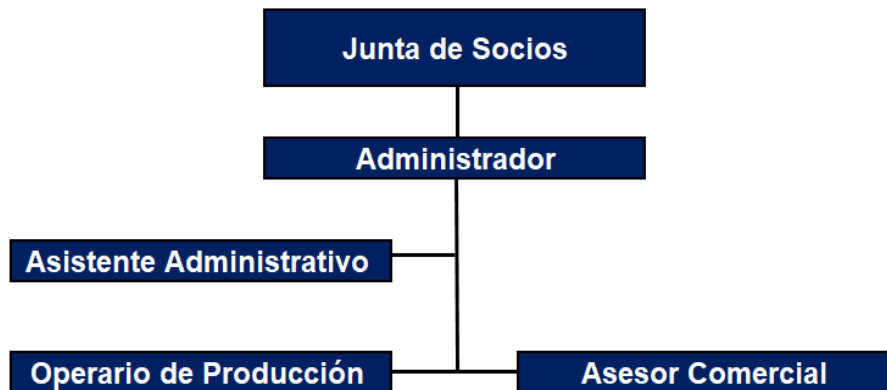 Junta de Socios
Administrador
Asistente Administrativo
Operario de Producción
Asesor Comercial